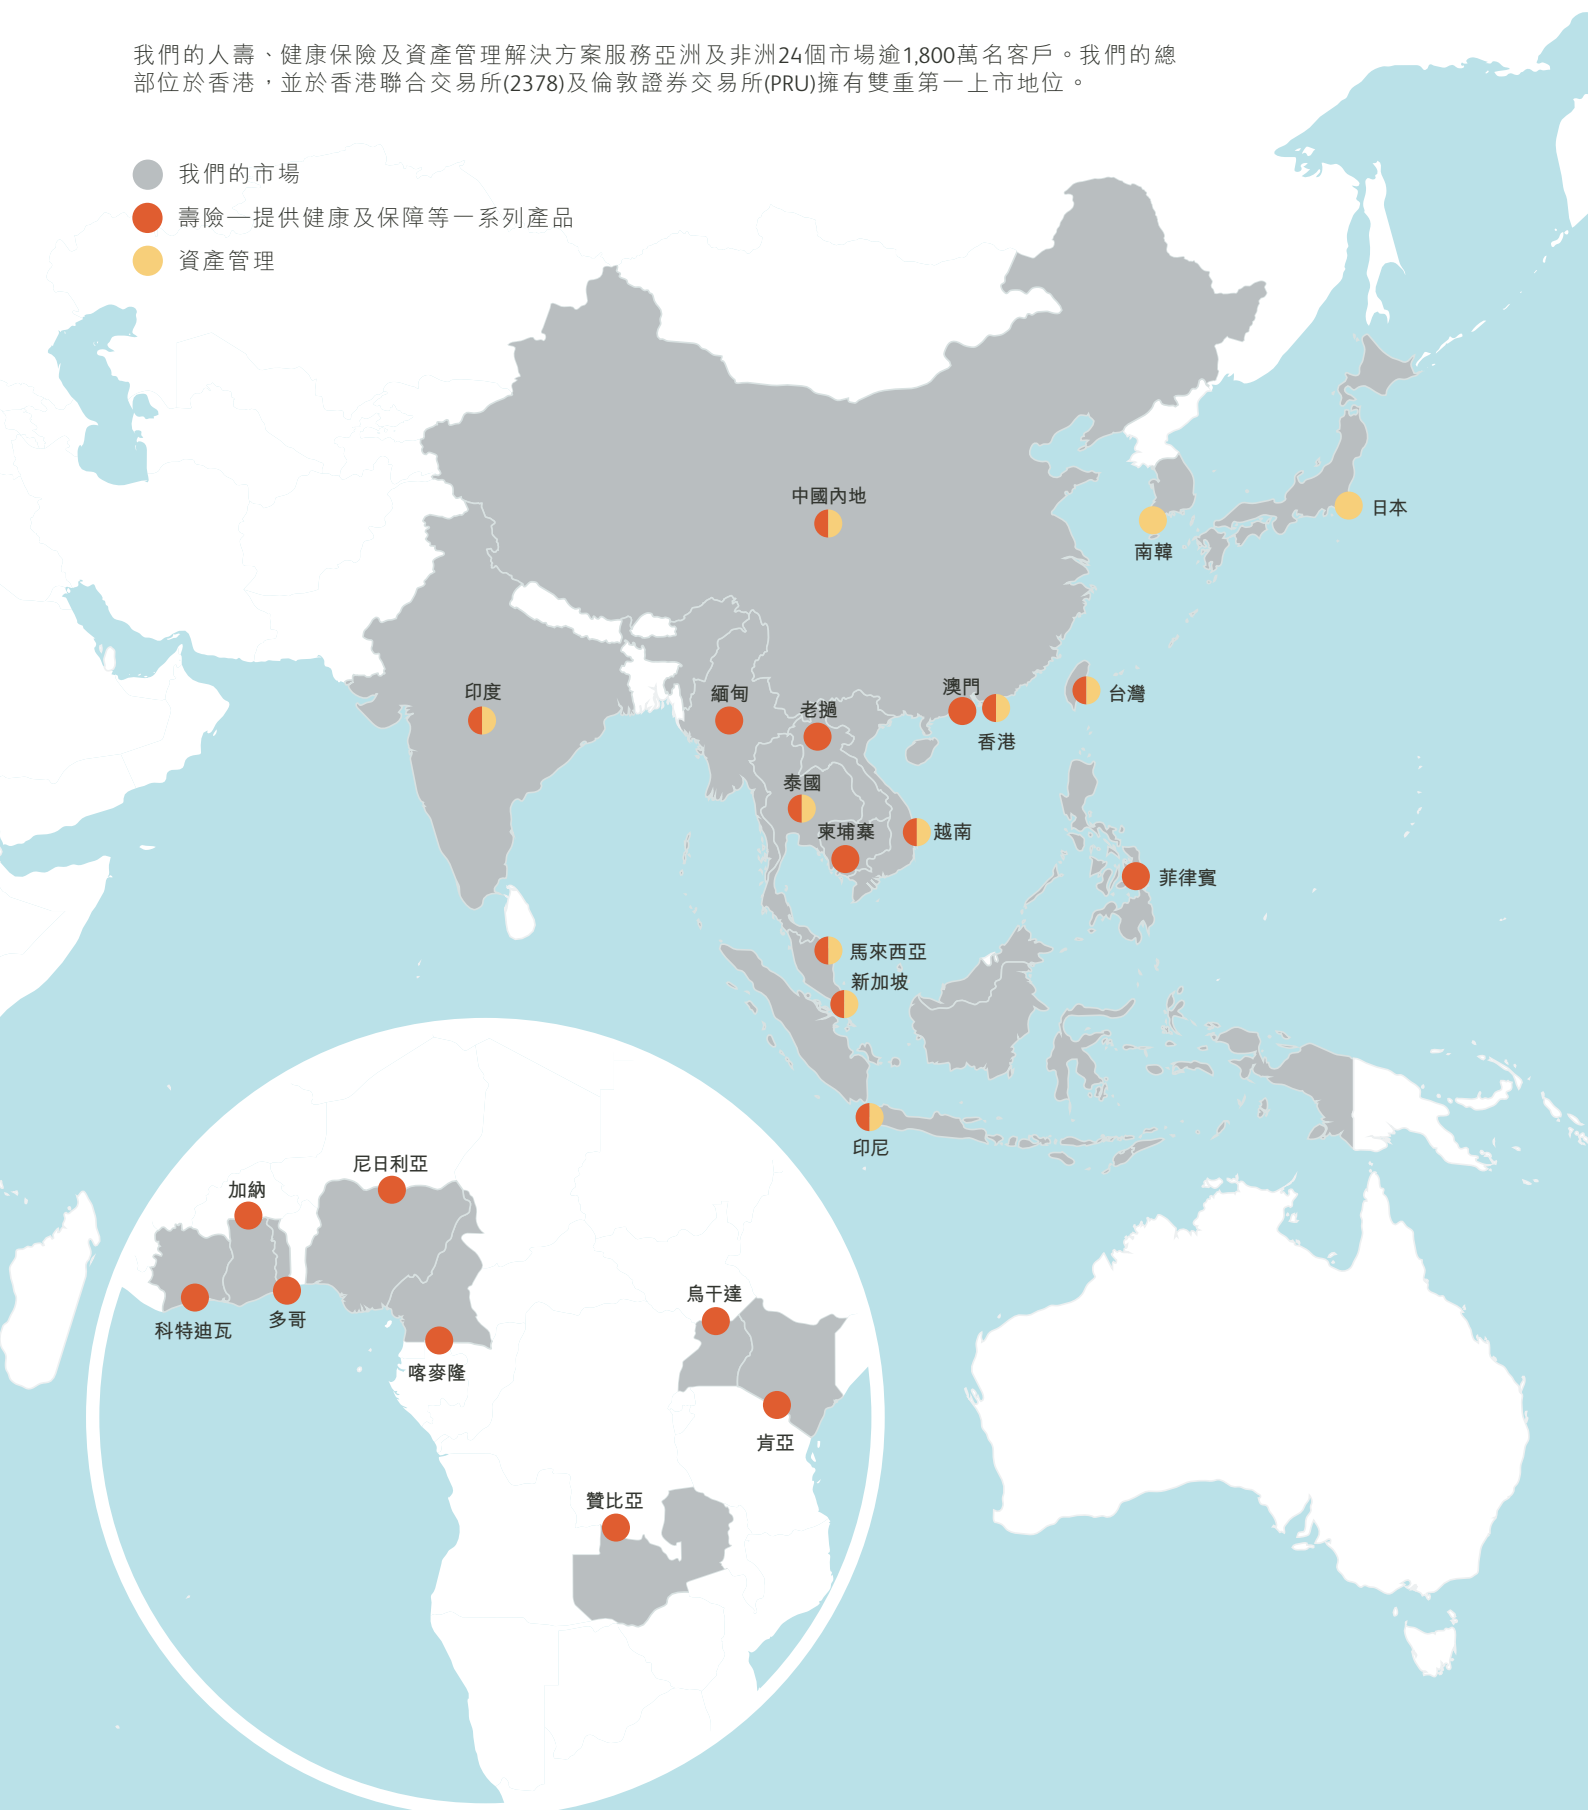 我們的人壽、健康保險及資產管理解決方案服務亞洲及非洲24個市場逾1,800萬名客戶。我們的總
部位於香港，並於香港聯合交易所(2378)及倫敦證券交易所(PRU)擁有雙重第一上市地位。
我們的市場
壽險—提供健康及保障等一系列產品
資產管理
中國內地
日本
南韓
印度
緬甸
老撾
澳門
香港
台灣
泰國
柬埔寨
越南
菲律賓
馬來西亞
新加坡
印尼
尼日利亞
加納
科特迪瓦
多哥
喀麥隆
烏干達
肯亞
贊比亞